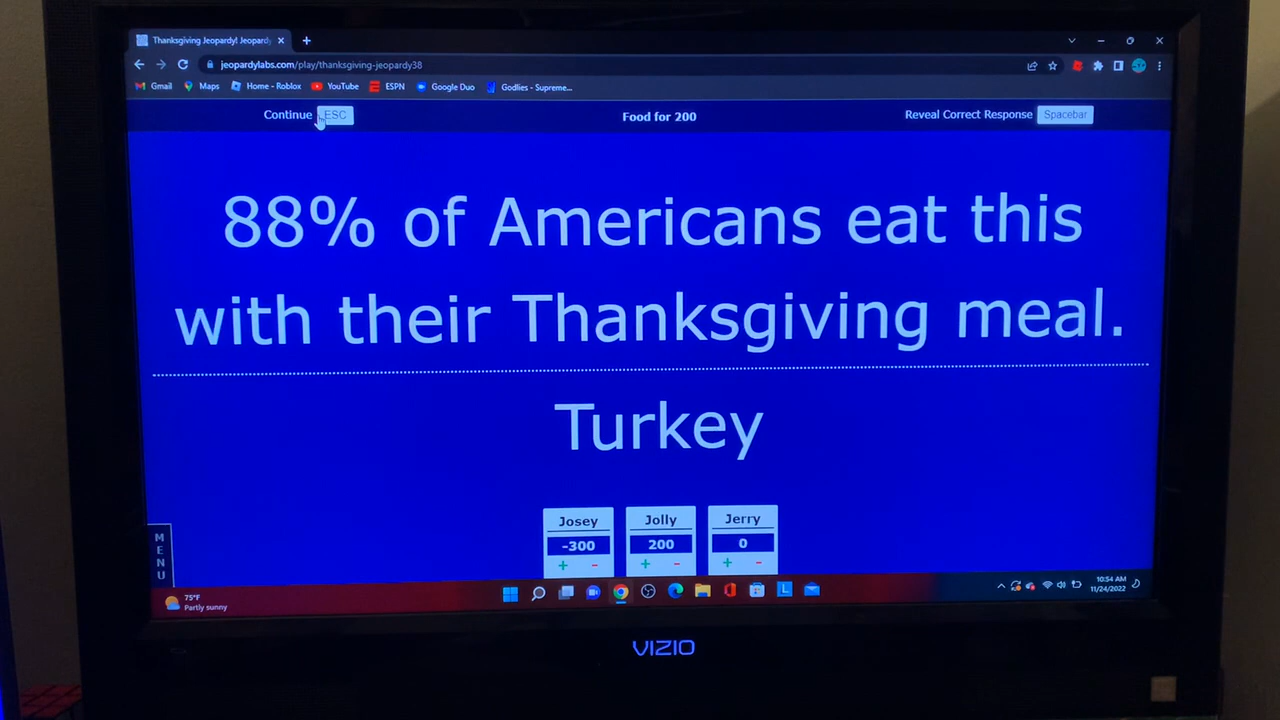 Thanksgiving Jeopardy! Jeopardy
jeopardylabs.com/play/thanksgiving-jeopardy38
Gmail Maps Home - Roblox YouTube ESPN Google Duo Godlies - Supreme...
Continue ESC Food for 200 Reveal Correct Response Spacebar
88% of Americans eat this
with their Thanksgiving meal.
Turkey
Josey Jolly Jerry
-300 200 0
+ - + - + -
MENU
75°F
Partly sunny
10:54 AM
11/24/2022
VIZIO